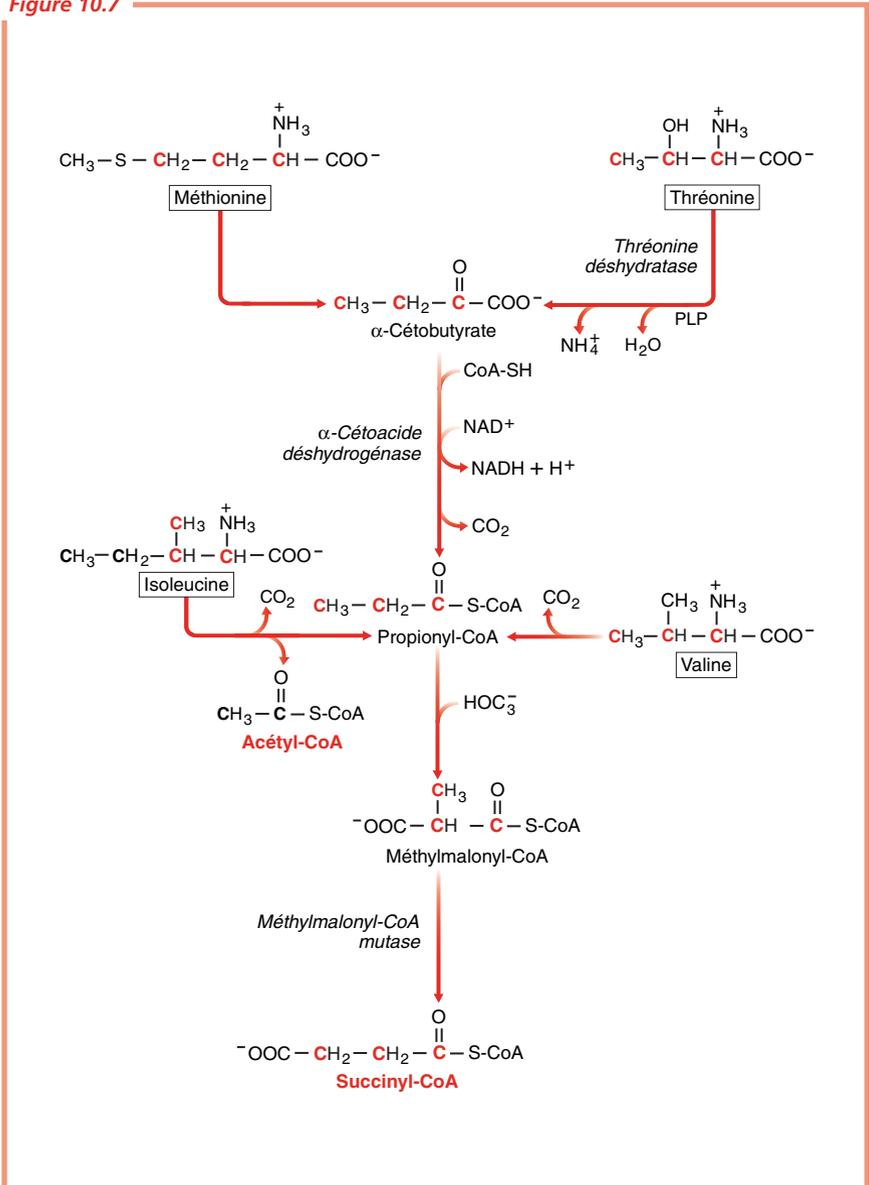 Figure 10.7
+
NH3
CH3–S – CH2– CH2– CH – COO–
Méthionine
OH
+
NH3
CH3–CH–CH–COO–
Thréonine
Thréonine
déshydratase
O
CH3– CH2– C – COO–
α-Cétobutyrate
PLP
NH4+
H2O
CoA-SH
α-Cétoacide
déshydrogénase
NAD+
NADH + H+
CO2
CH3
+
NH3
CH3–CH2–CH – CH – COO–
Isoleucine
CO2
O
CH3– CH2– C – S-CoA
Propionyl-CoA
CO2
CH3
+
NH3
CH3–CH – CH – COO–
Valine
O
CH3–C – S-CoA
Acétyl-CoA
HOC3–
CH3
O
–OOC– CH – C – S-CoA
Méthylmalonyl-CoA
Méthylmalonyl-CoA
mutase
O
–OOC – CH2– CH2– C – S-CoA
Succinyl-CoA